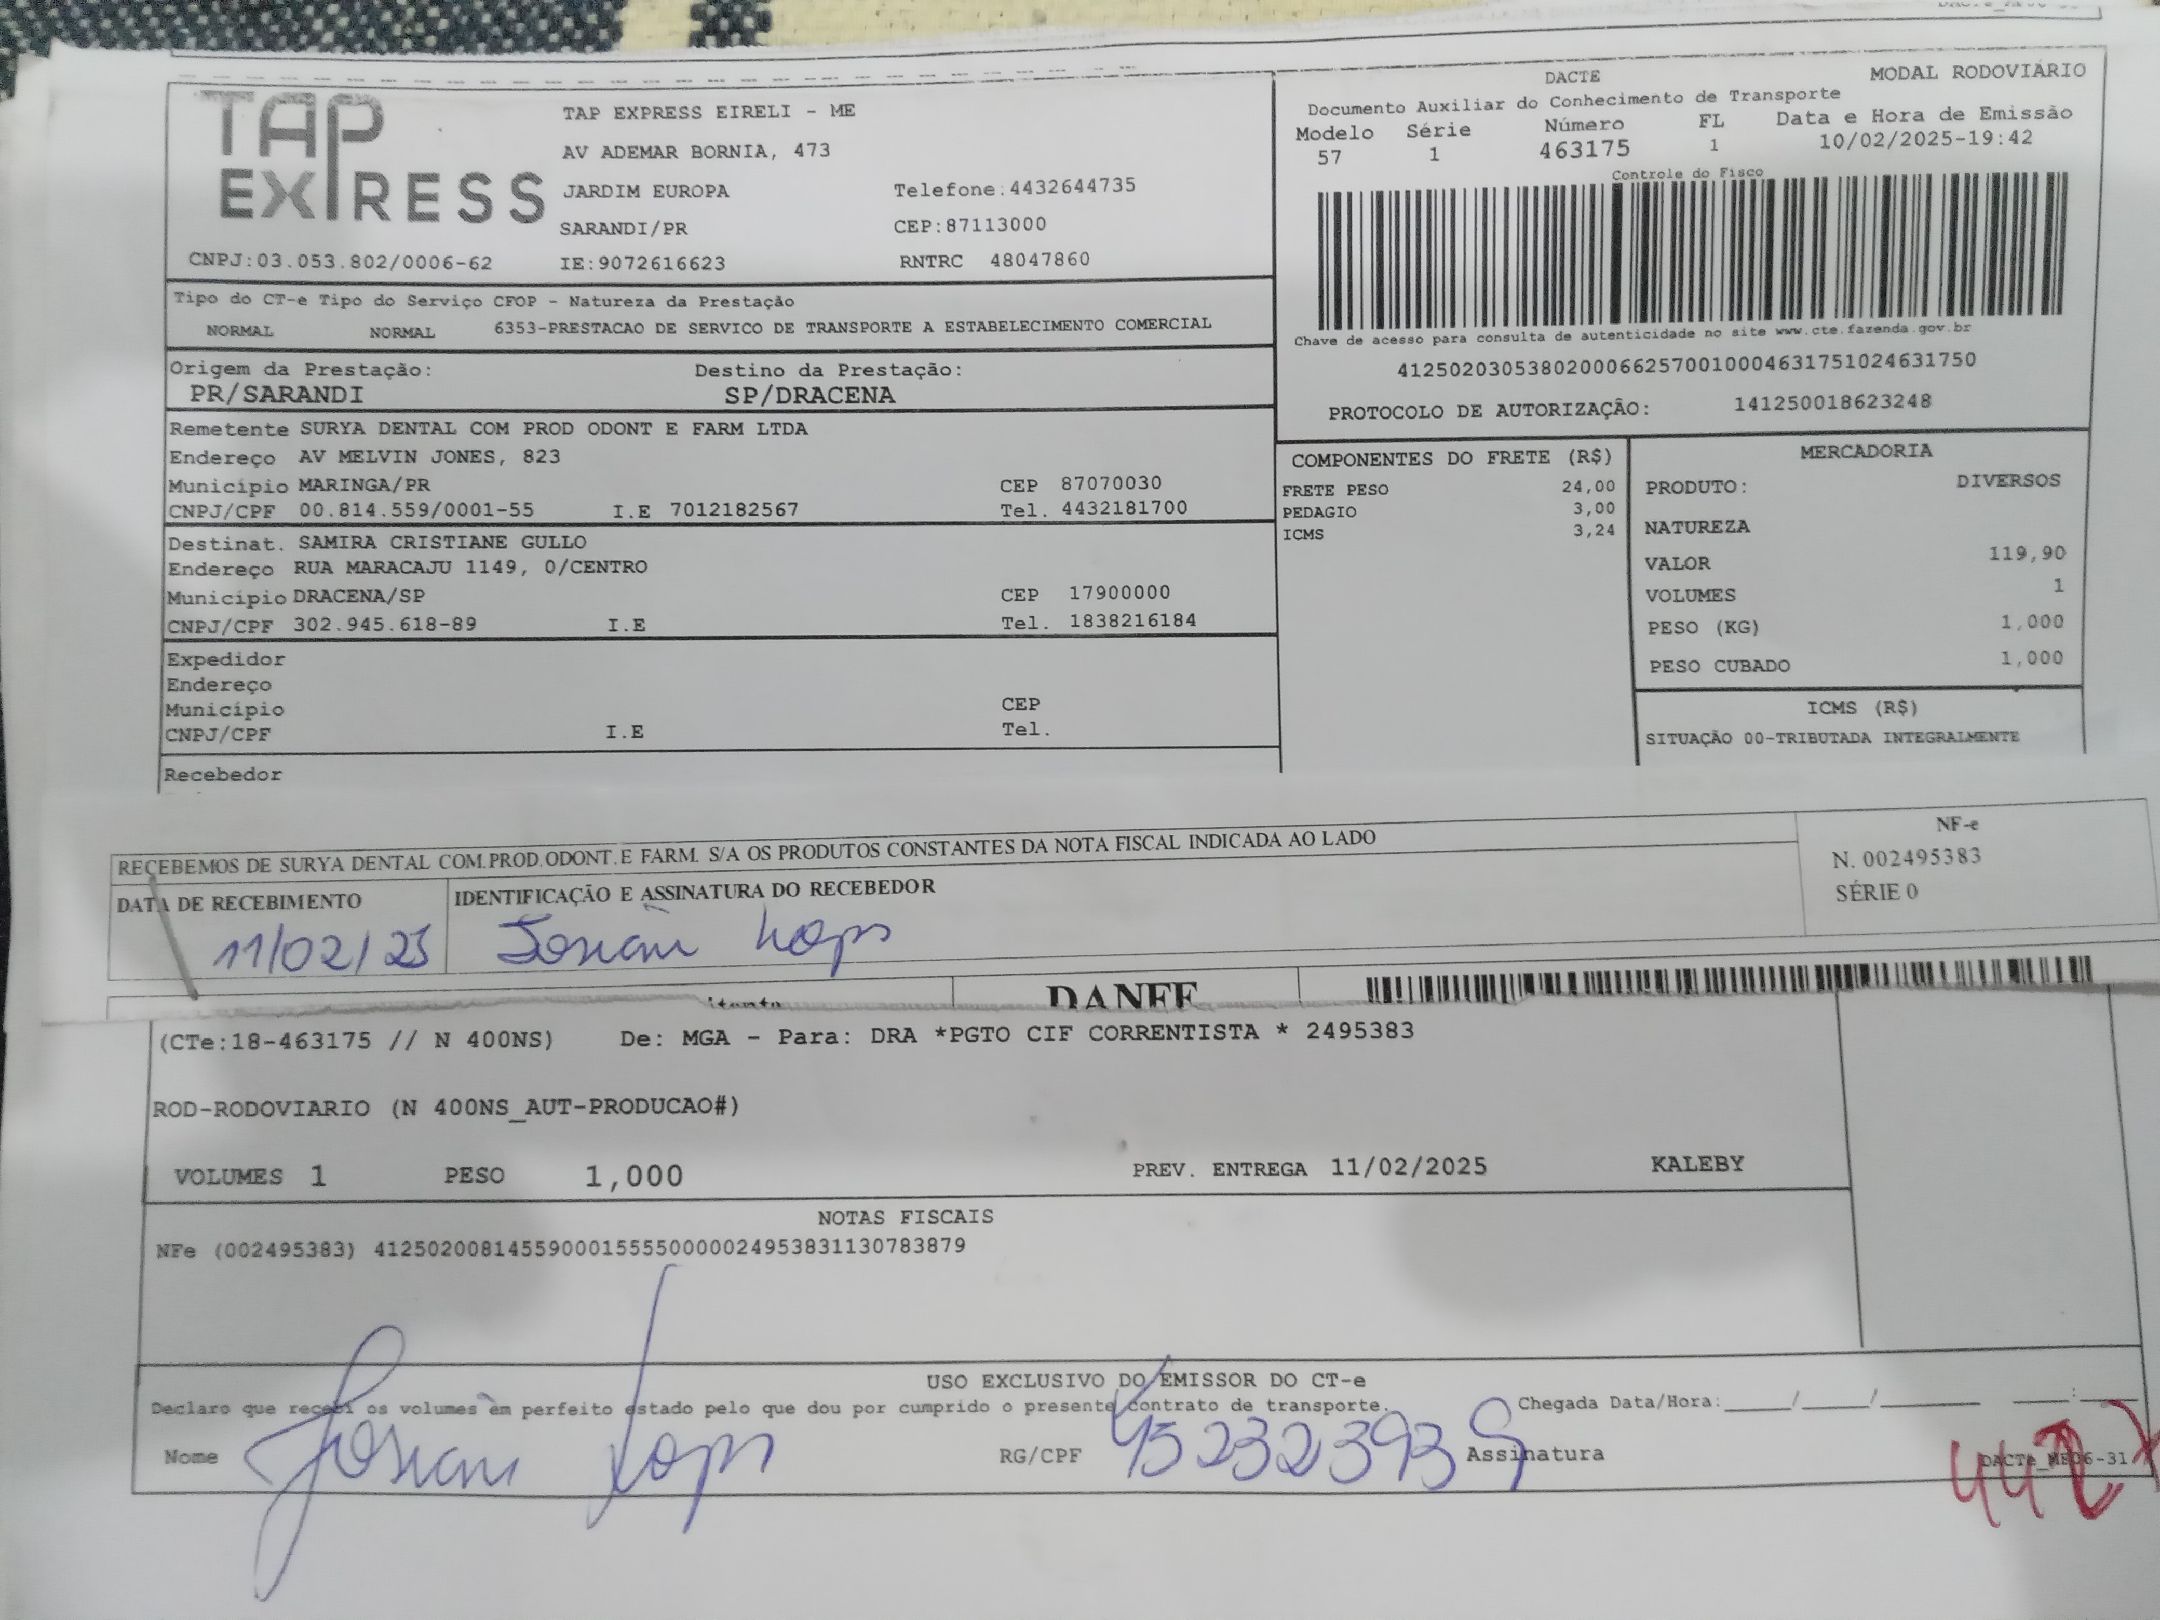 TAP EXPRESS
TAP EXPRESS EIRELI - ME
AV ADEMAR BORNIA, 473
JARDIM EUROPA Telefone:4432644735
SARANDI/PR CEP:87113000
CNPJ:03.053.802/0006-62 IE:9072616623 RNTRC 48047860
DACTE MODAL RODOVIÁRIO
Documento Auxiliar do Conhecimento de Transporte
Modelo Série Número FL Data e Hora de Emissão
57 1 463175 1 10/02/2025-19:42
Controle do Fisco
Chave de acesso para consulta de autenticidade no site www.cte.fazenda.gov.br
41250203053802000662570010004631751024631750
PROTOCOLO DE AUTORIZAÇÃO: 141250018623248
Tipo do CT-e Tipo do Serviço CFOP - Natureza da Prestação
NORMAL NORMAL 6353-PRESTACAO DE SERVICO DE TRANSPORTE A ESTABELECIMENTO COMERCIAL
Origem da Prestação: Destino da Prestação:
PR/SARANDI SP/DRACENA
Remetente SURYA DENTAL COM PROD ODONT E FARM LTDA
Endereço AV MELVIN JONES, 823
Município MARINGA/PR CEP 87070030
CNPJ/CPF 00.814.559/0001-55 I.E 7012182567 Tel. 4432181700
Destinat. SAMIRA CRISTIANE GULLO
Endereço RUA MARACAJU 1149, 0/CENTRO
Município DRACENA/SP CEP 17900000
CNPJ/CPF 302.945.618-89 I.E Tel. 1838216184
Expedidor
Endereço
Município CEP
CNPJ/CPF I.E Tel.
Recebedor
COMPONENTES DO FRETE (R$)
FRETE PESO 24,00
PEDAGIO 3,00
ICMS 3,24
MERCADORIA
PRODUTO: DIVERSOS
NATUREZA
VALOR 119,90
VOLUMES 1
PESO (KG) 1,000
PESO CUBADO 1,000
ICMS (R$)
SITUAÇÃO 00-TRIBUTADA INTEGRALMENTE
RECEBEMOS DE SURYA DENTAL COM.PROD.ODONT.E FARM. S/A OS PRODUTOS CONSTANTES DA NOTA FISCAL INDICADA AO LADO
DATA DE RECEBIMENTO IDENTIFICAÇÃO E ASSINATURA DO RECEBEDOR
11/02/25
NF-e
N. 002495383
SÉRIE 0
DANFE
(CTe:18-463175 // N 400NS) De: MGA - Para: DRA *PGTO CIF CORRENTISTA * 2495383
ROD-RODOVIARIO (N 400NS_AUT-PRODUCAO#)
VOLUMES 1 PESO 1,000 PREV. ENTREGA 11/02/2025 KALEBY
NOTAS FISCAIS
NFe (002495383) 41250200814559000155550000024953831130783879
USO EXCLUSIVO DO EMISSOR DO CT-e
Declaro que recebi os volumes em perfeito estado pelo que dou por cumprido o presente contrato de transporte. Chegada Data/Hora:____/____/______ ____:____
Nome RG/CPF 452323939 Assinatura